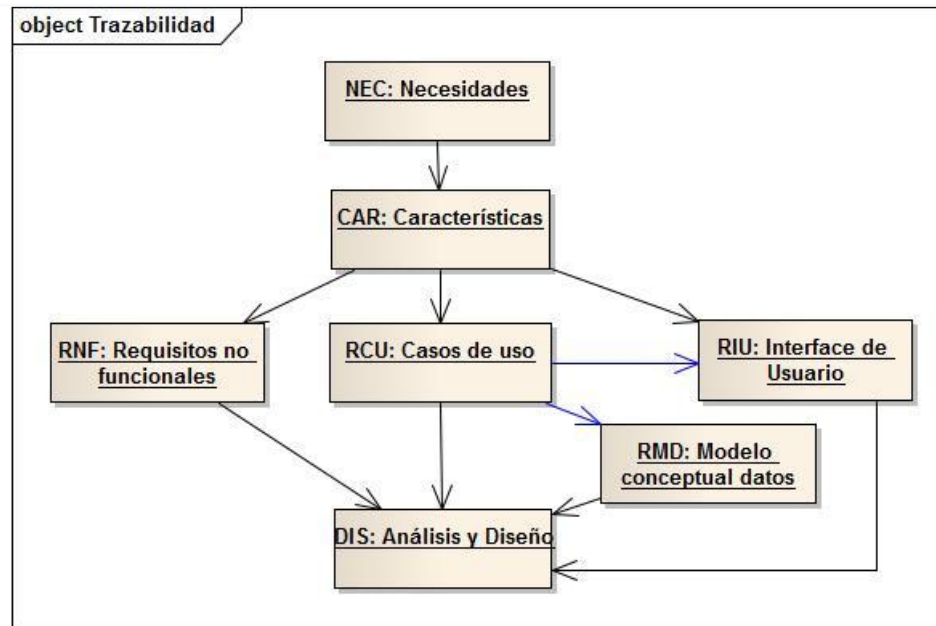 object Trazabilidad
NEC: Necesidades
CAR: Características
RNF: Requisitos no
funcionales
RCU: Casos de uso
RIU: Interface de
Usuario
RMD: Modelo
conceptual datos
DIS: Análisis y Diseño